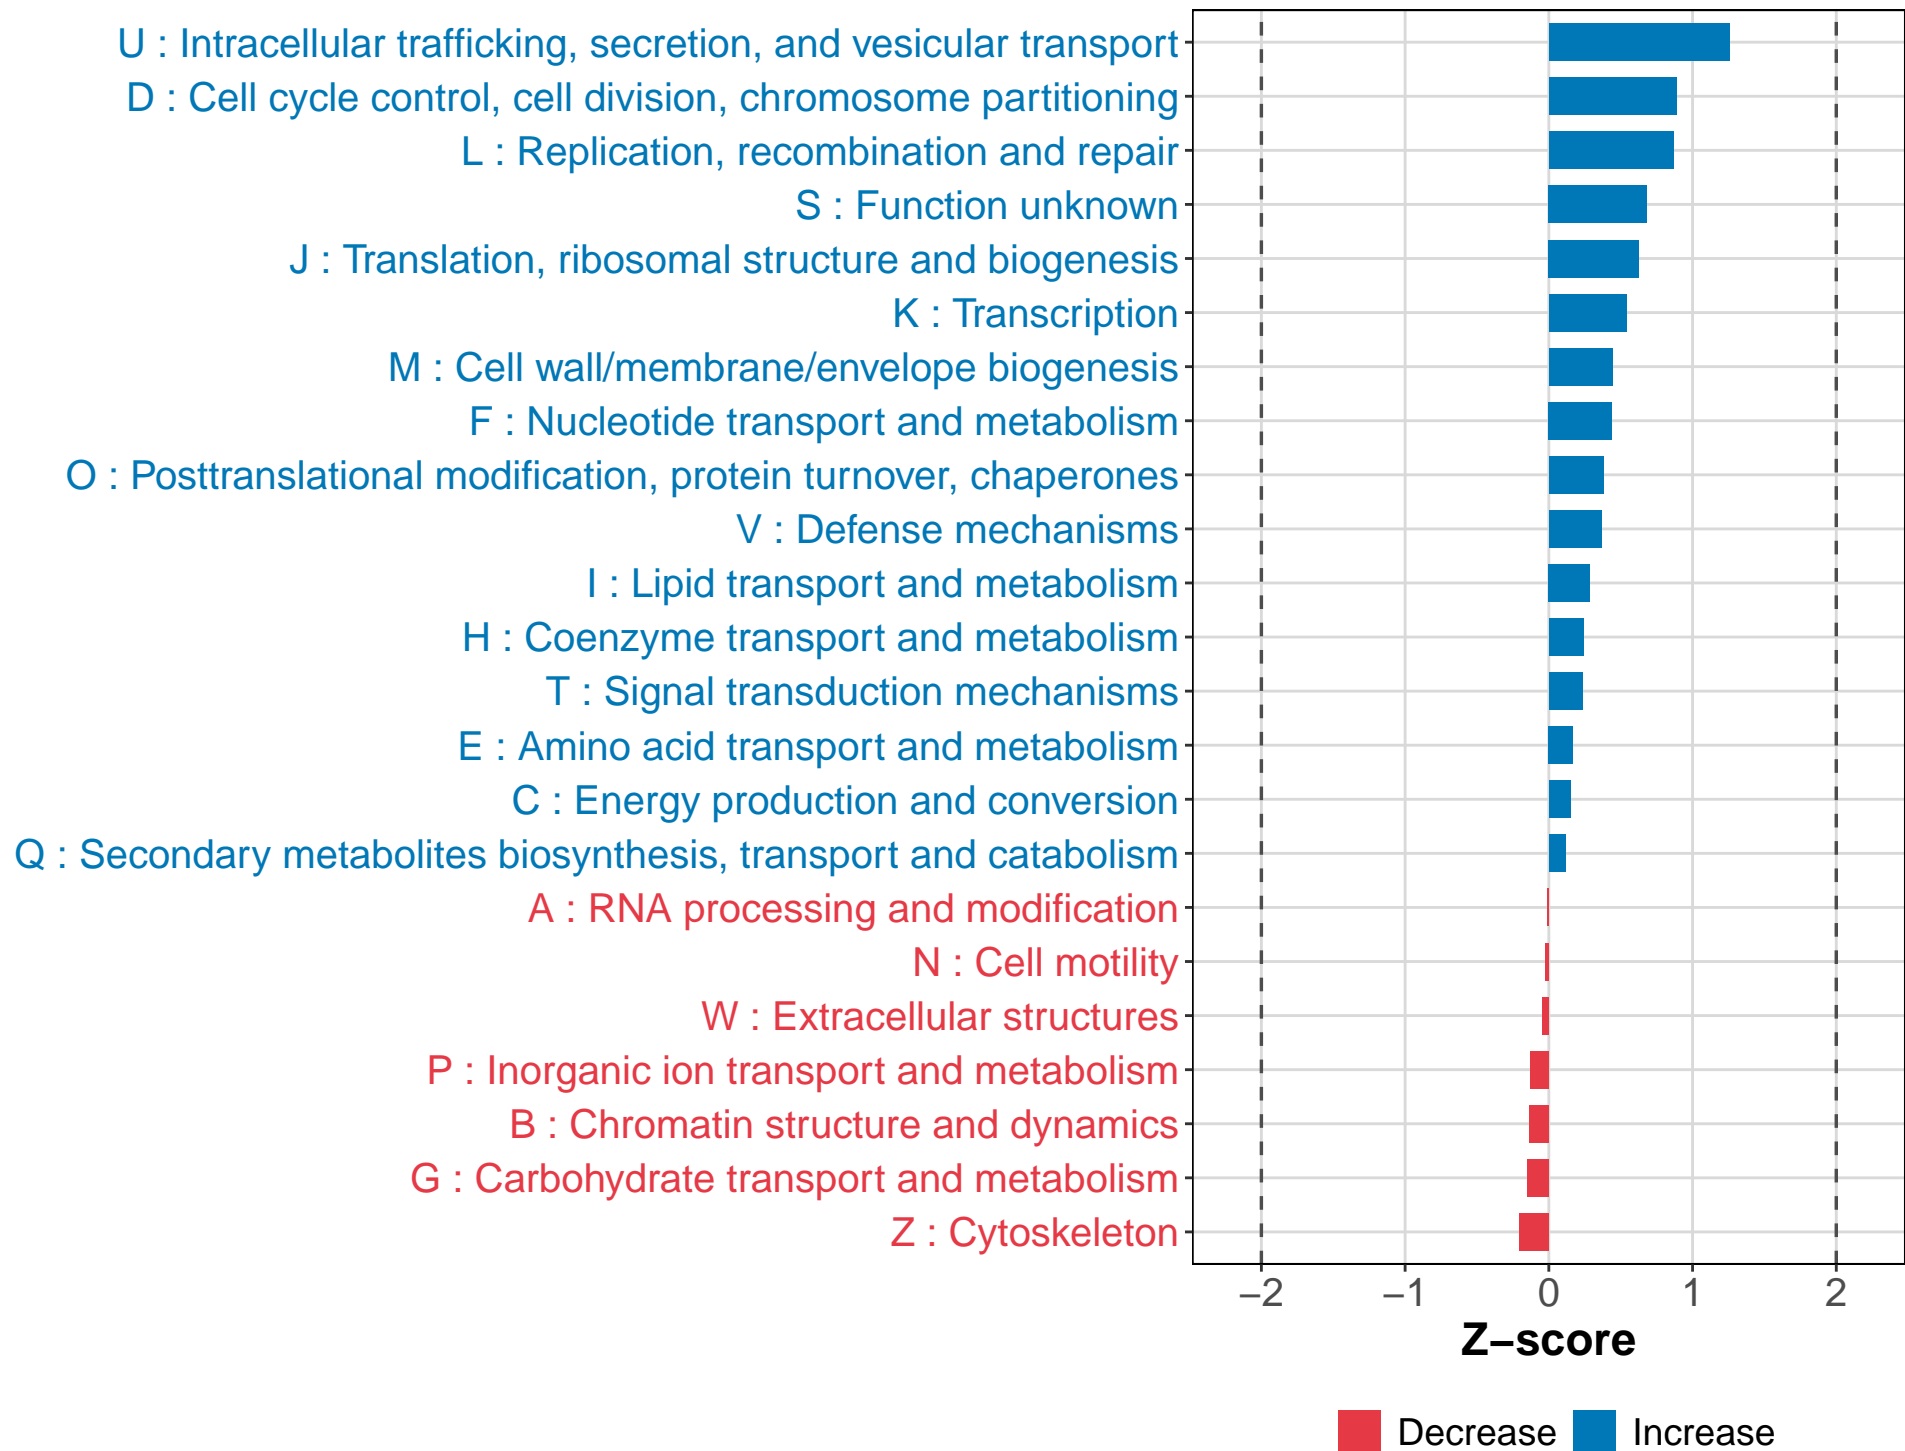 U : Intracellular trafficking, secretion, and vesicular transport
D : Cell cycle control, cell division, chromosome partitioning
L : Replication, recombination and repair
S : Function unknown
J : Translation, ribosomal structure and biogenesis
K : Transcription
M : Cell wall/membrane/envelope biogenesis
F : Nucleotide transport and metabolism
O : Posttranslational modification, protein turnover, chaperones
V : Defense mechanisms
I : Lipid transport and metabolism
H : Coenzyme transport and metabolism
T : Signal transduction mechanisms
E : Amino acid transport and metabolism
C : Energy production and conversion
Q : Secondary metabolites biosynthesis, transport and catabolism
A : RNA processing and modification
N : Cell motility
W : Extracellular structures
P : Inorganic ion transport and metabolism
B : Chromatin structure and dynamics
G : Carbohydrate transport and metabolism
Z : Cytoskeleton
−2 −1 0 1 2
Z−score
Decrease Increase